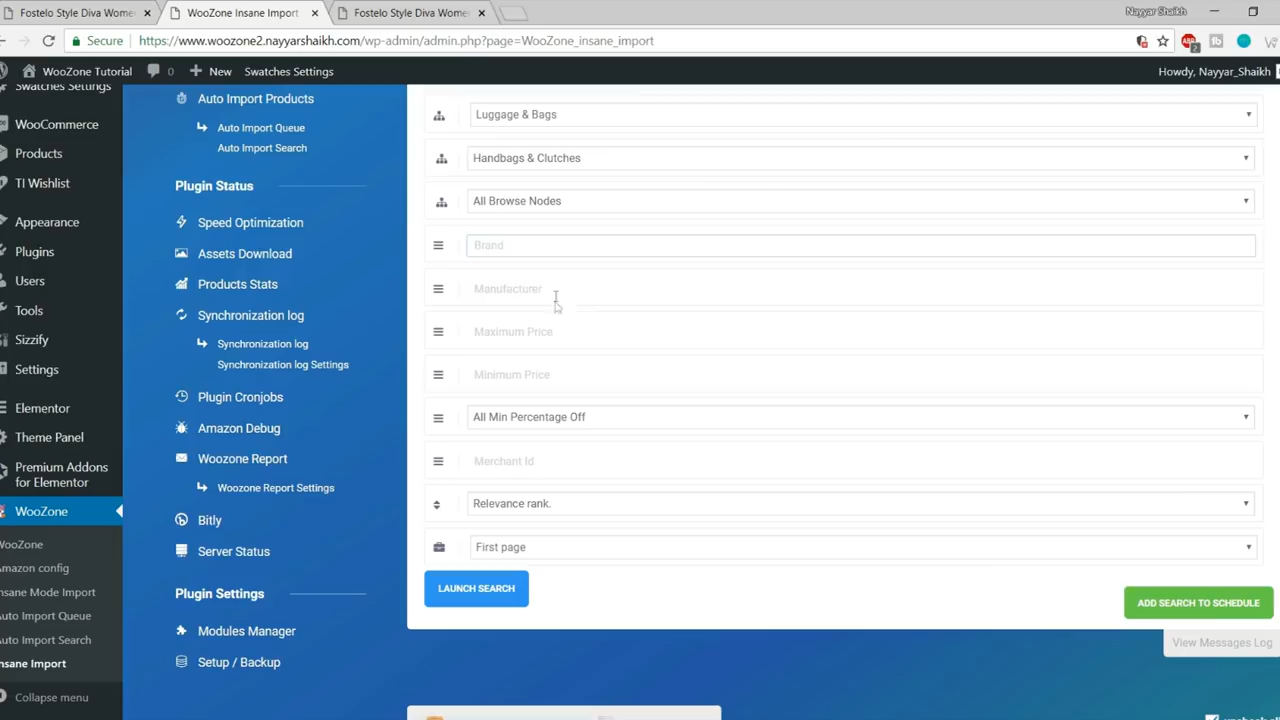 Fostelo Style Diva Wome
WooZone Insane Import
Fostelo Style Diva Wome
Nayyar Shaikh
Secure
https://www.woozone2.nayyarshaikh.com/wp-admin/admin.php?page=WooZone_insane_import
WooZone Tutorial
0
New
Swatches Settings
Howdy, Nayyar_Shaikh
Swatches Settings
WooCommerce
Products
TI Wishlist
Appearance
Plugins
Users
Tools
Sizzify
Settings
Elementor
Theme Panel
Premium Addons
for Elementor
WooZone
WooZone
Amazon config
Insane Mode Import
Auto Import Queue
Auto Import Search
Insane Import
Collapse menu
Auto Import Products
Auto Import Queue
Auto Import Search
Plugin Status
Speed Optimization
Assets Download
Products Stats
Synchronization log
Synchronization log
Synchronization log Settings
Plugin Cronjobs
Amazon Debug
Woozone Report
Woozone Report Settings
Bitly
Server Status
Plugin Settings
Modules Manager
Setup / Backup
Luggage & Bags
Handbags & Clutches
All Browse Nodes
Brand
Manufacturer
Maximum Price
Minimum Price
All Min Percentage Off
Merchant Id
Relevance rank.
First page
LAUNCH SEARCH
ADD SEARCH TO SCHEDULE
View Messages Log